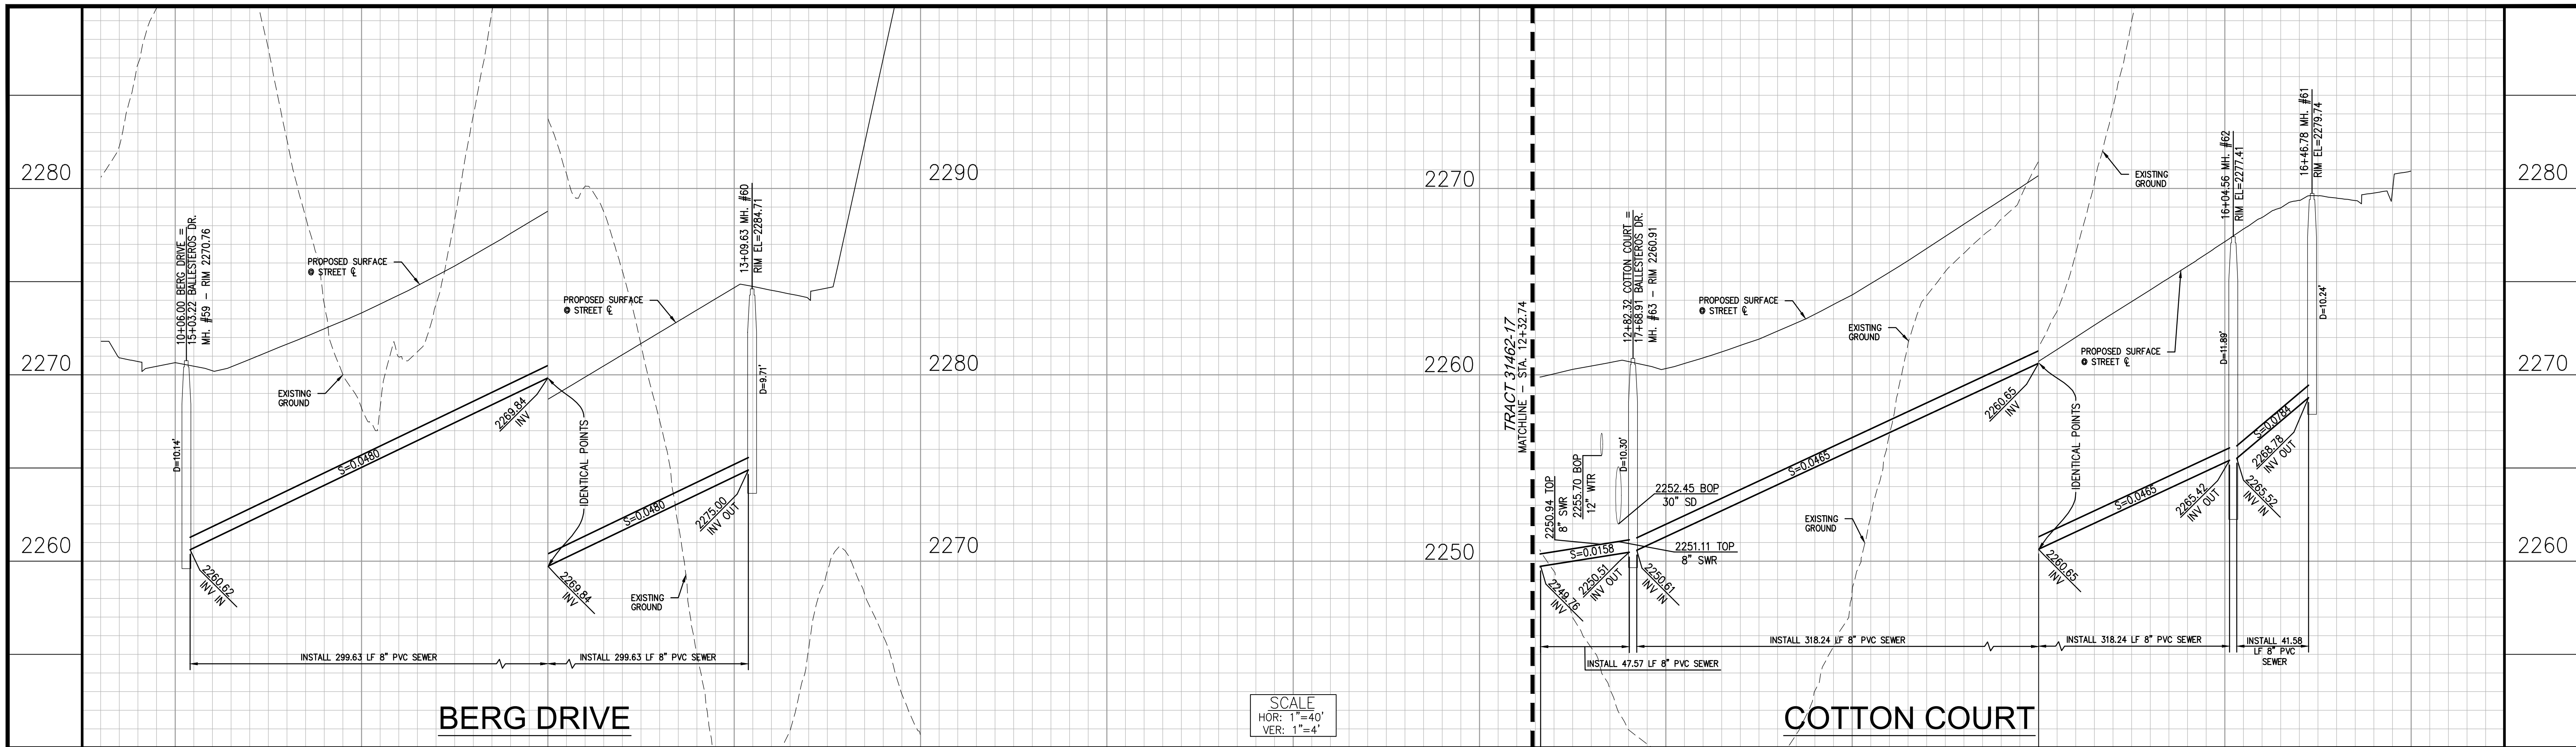 2280
2270
2260
10+06.00 BERG DRIVE =
15+03.22 BALLESTEROS DR.
MH. #59 - RIM 2270.76
D=10.14'
PROPOSED SURFACE
@ STREET ℄
EXISTING
GROUND
S=0.0480
2260.62
INV IN
2269.84
INV
IDENTICAL POINTS
2269.84
INV
PROPOSED SURFACE
@ STREET ℄
S=0.0480
2275.00
INV OUT
EXISTING
GROUND
13+09.63 MH. #60
RIM EL=2284.71
D=9.71'
INSTALL 299.63 LF 8" PVC SEWER
INSTALL 299.63 LF 8" PVC SEWER
BERG DRIVE
2290
2280
2270
SCALE
HOR: 1"=40'
VER: 1"=4'
2270
2260
2250
TRACT 31462-17
MATCHLINE - STA. 12+32.74
2250.94 TOP
8" SWR
2255.70 BOP
12" WTR
12+82.32 COTTON COURT =
17+68.91 BALLESTEROS DR.
MH. #63 - RIM 2260.91
D=10.30'
2252.45 BOP
30" SD
2251.11 TOP
8" SWR
S=0.0158
2249.76
INV
2250.51
INV OUT
2250.61
INV IN
PROPOSED SURFACE
@ STREET ℄
EXISTING
GROUND
S=0.0465
EXISTING
GROUND
2260.65
INV
IDENTICAL POINTS
2260.65
INV
EXISTING
GROUND
PROPOSED SURFACE
@ STREET ℄
S=0.0465
2265.42
INV OUT
16+04.56 MH. #62
RIM EL=2277.41
D=11.89'
2265.52
INV IN
S=0.0784
2268.78
INV OUT
16+46.78 MH. #61
RIM EL=2279.74
D=10.24'
INSTALL 47.57 LF 8" PVC SEWER
INSTALL 318.24 LF 8" PVC SEWER
INSTALL 318.24 LF 8" PVC SEWER
INSTALL 41.58
LF 8" PVC
SEWER
COTTON COURT
2280
2270
2260